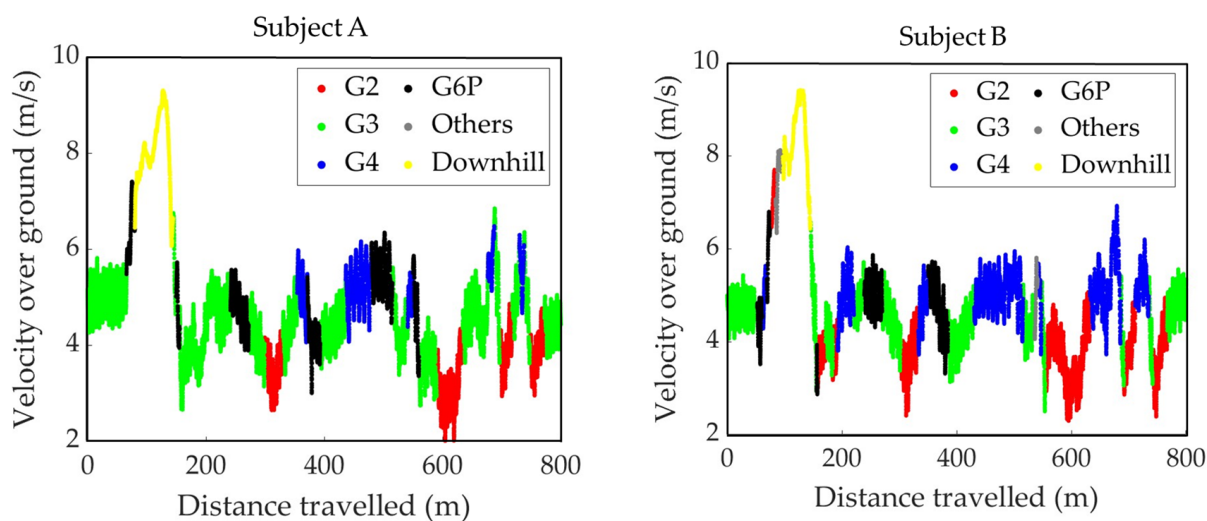 Subject A
Velocity over ground (m/s)
10
8
6
4
2
G2
G6P
G3
Others
G4
Downhill
0
200
400
600
800
Distance travelled (m)
Subject B
Velocity over ground (m/s)
10
8
6
4
2
G2
G6P
G3
Others
G4
Downhill
0
200
400
600
800
Distance travelled (m)